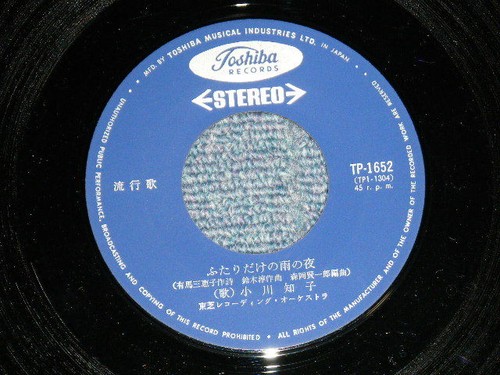 • MFD. BY TOSHIBA MUSICAL INDUSTRIES LTD. IN JAPAN •
Toshiba
RECORDS
STEREO
流行歌
TP-1652
(TP1-1304)
45 r. p. m.
ふたりだけの雨の夜
(有馬三恵子作詩 鈴木淳作曲 森岡賢一郎編曲)
(歌) 小川知子
東芝レコーディング・オーケストラ
UNAUTHORIZED PUBLIC PERFORMANCE, BROADCASTING AND COPYING OF THIS RECORD PROHIBITED • ALL RIGHTS OF THE MANUFACTURER AND OF THE OWNER OF THE RECORDED WORK ARE RESERVED